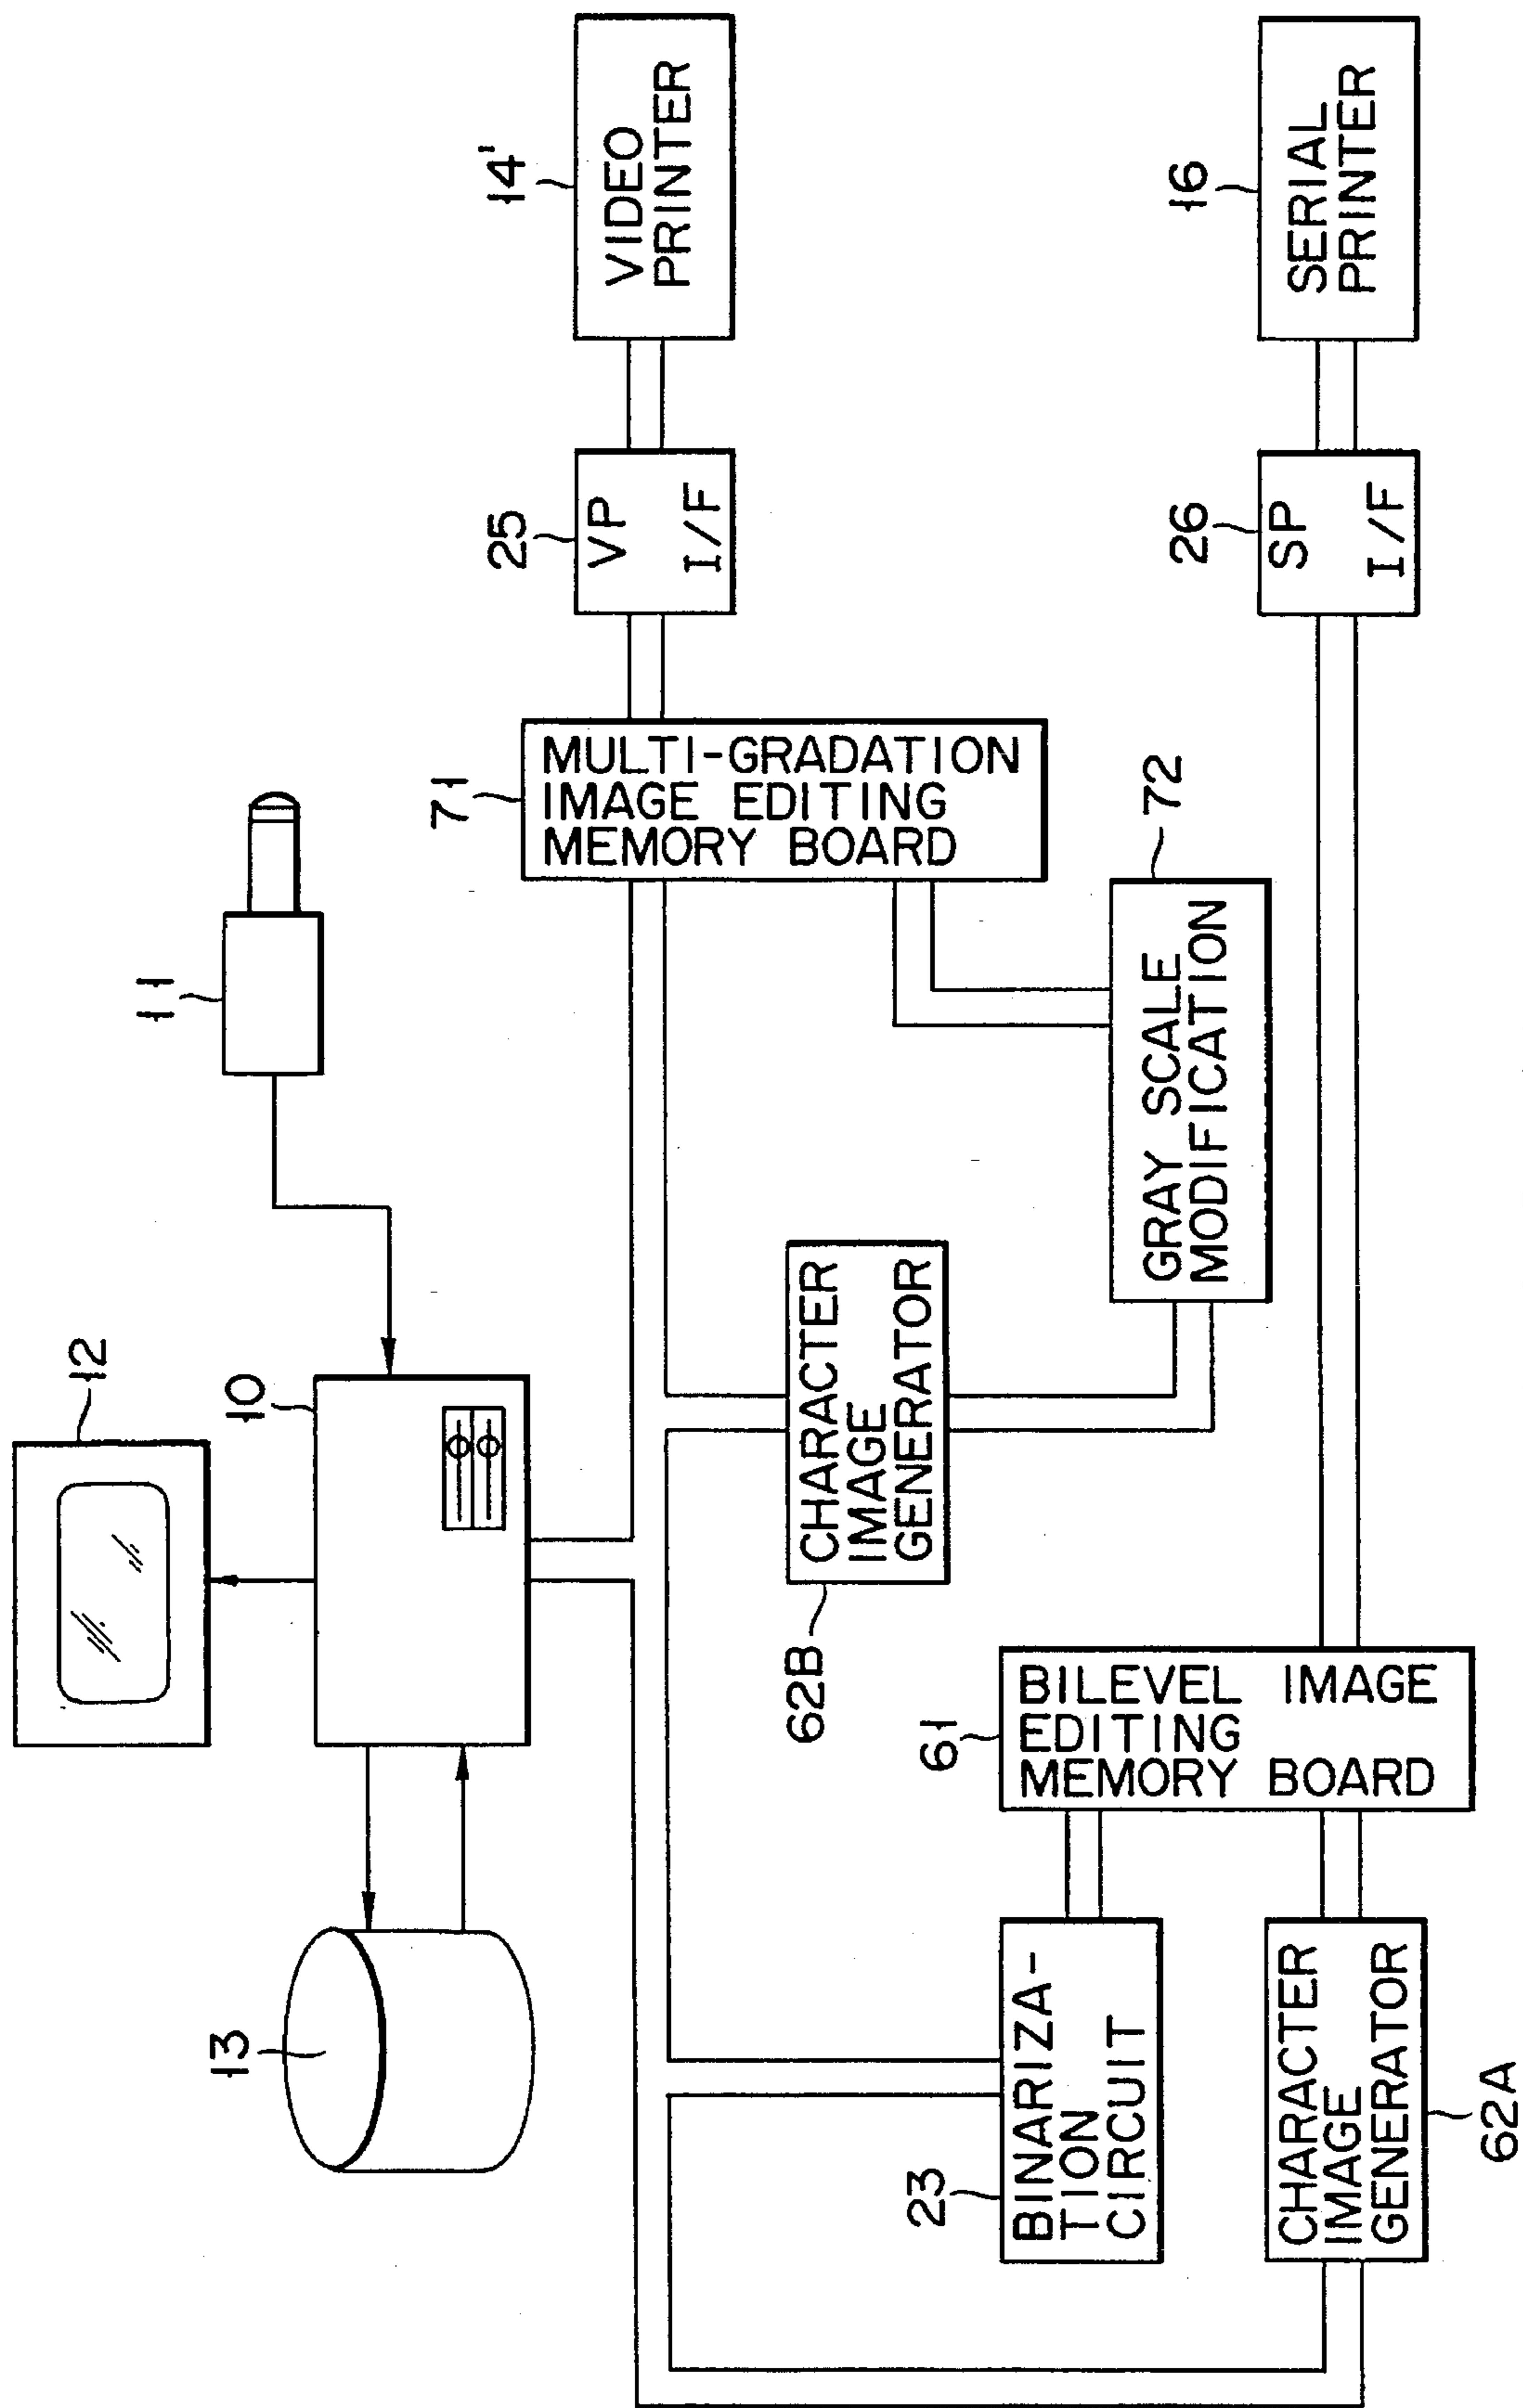 13
12
10
11
23
BINARIZA-
TION
CIRCUIT
62A
CHARACTER
IMAGE
GENERATOR
61
BILEVEL IMAGE
EDITING
MEMORY BOARD
62B
CHARACTER
IMAGE
GENERATOR
72
GRAY SCALE
MODIFICATION
71
MULTI-GRADATION
IMAGE EDITING
MEMORY BOARD
25
VP
I/F
14'
VIDEO
PRINTER
26
SP
I/F
16
SERIAL
PRINTER